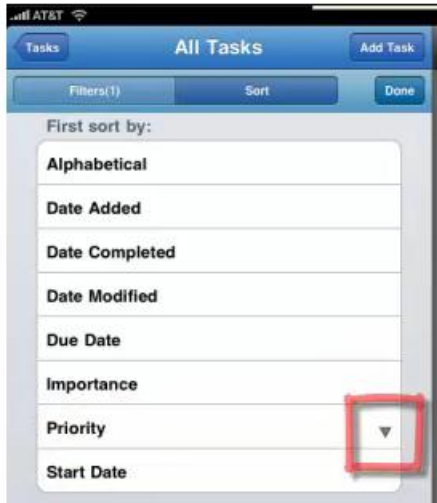 AT&T
Tasks All Tasks Add Task
Filters(1) Sort Done
First sort by:
Alphabetical
Date Added
Date Completed
Date Modified
Due Date
Importance
Priority
Start Date